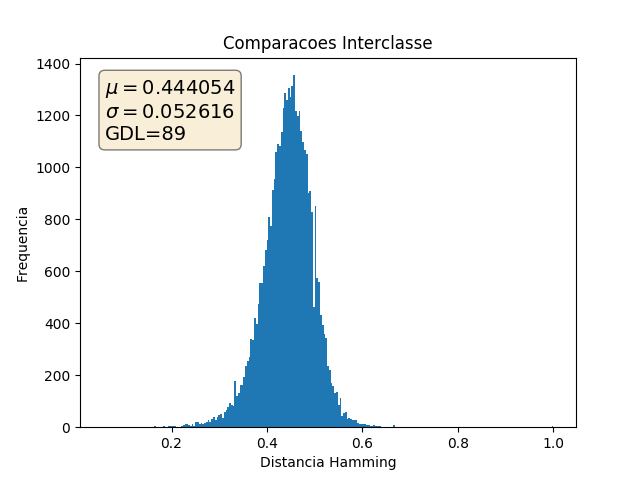 Comparacoes Interclasse
μ = 0.444054
σ = 0.052616
GDL=89
1400
1200
1000
800
600
400
200
0
Frequencia
0.2 0.4 0.6 0.8 1.0
Distancia Hamming